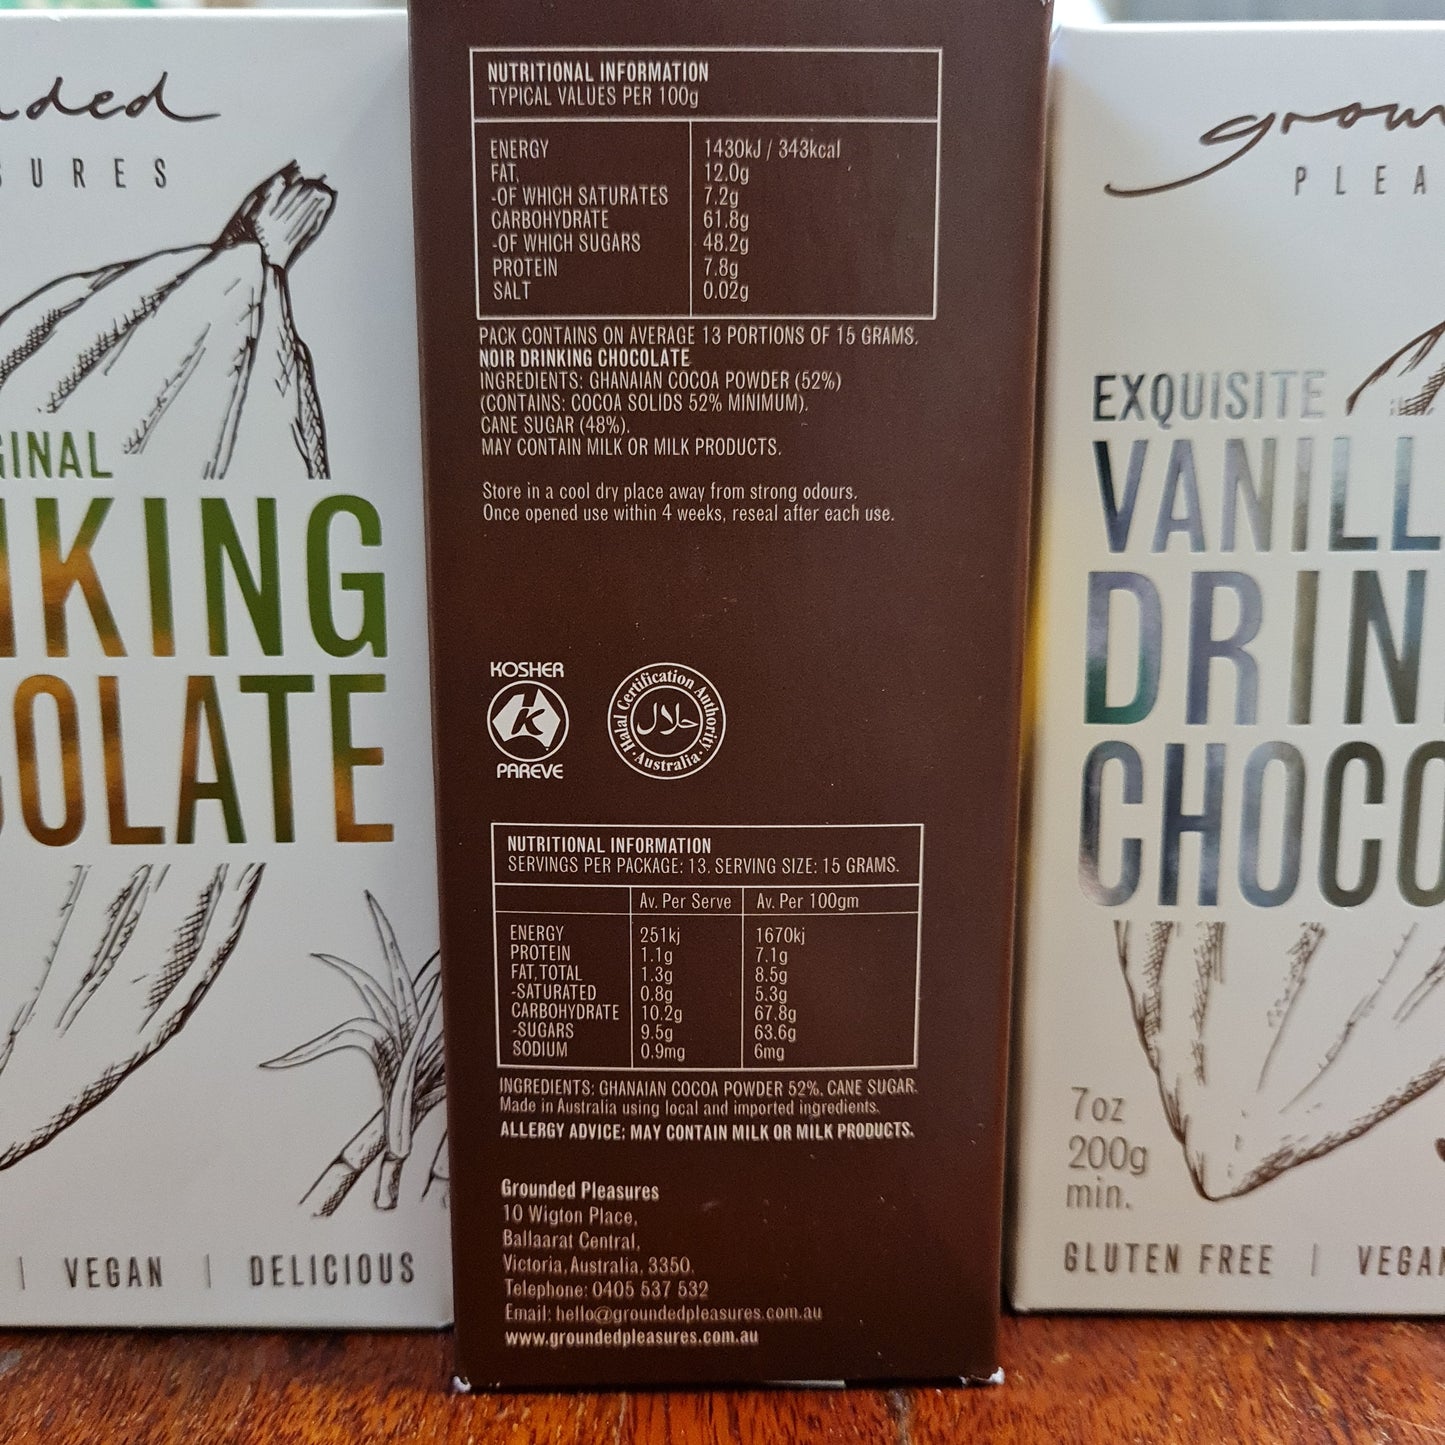 ded
SURES
GINAL
KING
OLATE
VEGAN | DELICIOUS
NUTRITIONAL INFORMATION
TYPICAL VALUES PER 100g
ENERGY 1430kJ / 343kcal
FAT, 12.0g
-OF WHICH SATURATES 7.2g
CARBOHYDRATE 61.8g
-OF WHICH SUGARS 48.2g
PROTEIN 7.8g
SALT 0.02g
PACK CONTAINS ON AVERAGE 13 PORTIONS OF 15 GRAMS.
NOIR DRINKING CHOCOLATE
INGREDIENTS: GHANAIAN COCOA POWDER (52%)
(CONTAINS: COCOA SOLIDS 52% MINIMUM).
CANE SUGAR (48%).
MAY CONTAIN MILK OR MILK PRODUCTS.
Store in a cool dry place away from strong odours.
Once opened use within 4 weeks, reseal after each use.
KOSHER
K
PAREVE
Halal Certification Authority
حلال
·Australia·
NUTRITIONAL INFORMATION
SERVINGS PER PACKAGE: 13. SERVING SIZE: 15 GRAMS.
Av. Per Serve Av. Per 100gm
ENERGY 251kj 1670kj
PROTEIN 1.1g 7.1g
FAT, TOTAL 1.3g 8.5g
-SATURATED 0.8g 5.3g
CARBOHYDRATE 10.2g 67.8g
-SUGARS 9.5g 63.6g
SODIUM 0.9mg 6mg
INGREDIENTS: GHANAIAN COCOA POWDER 52%. CANE SUGAR.
Made in Australia using local and imported ingredients.
ALLERGY ADVICE: MAY CONTAIN MILK OR MILK PRODUCTS.
Grounded Pleasures
10 Wigton Place,
Ballaarat Central,
Victoria, Australia, 3350.
Telephone: 0405 537 532
Email: hello@groundedpleasures.com.au
www.groundedpleasures.com.au
groun
PLEA
EXQUISITE
VANILL
DRIN
CHOCO
7oz
200g
min.
GLUTEN FREE | VEGAN